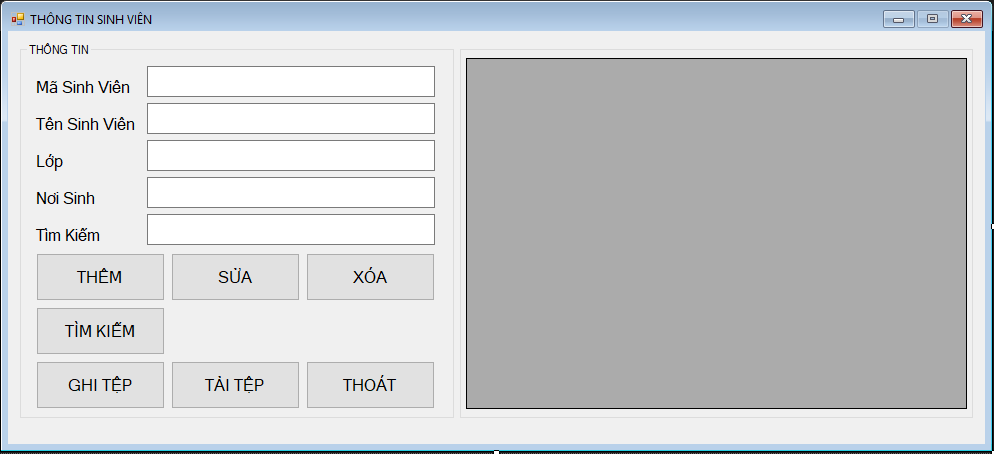 THÔNG TIN SINH VIÊN
THÔNG TIN
Mã Sinh Viên
Tên Sinh Viên
Lớp
Nơi Sinh
Tìm Kiếm
THÊM SỬA XÓA
TÌM KIẾM
GHI TỆP TẢI TỆP THOÁT